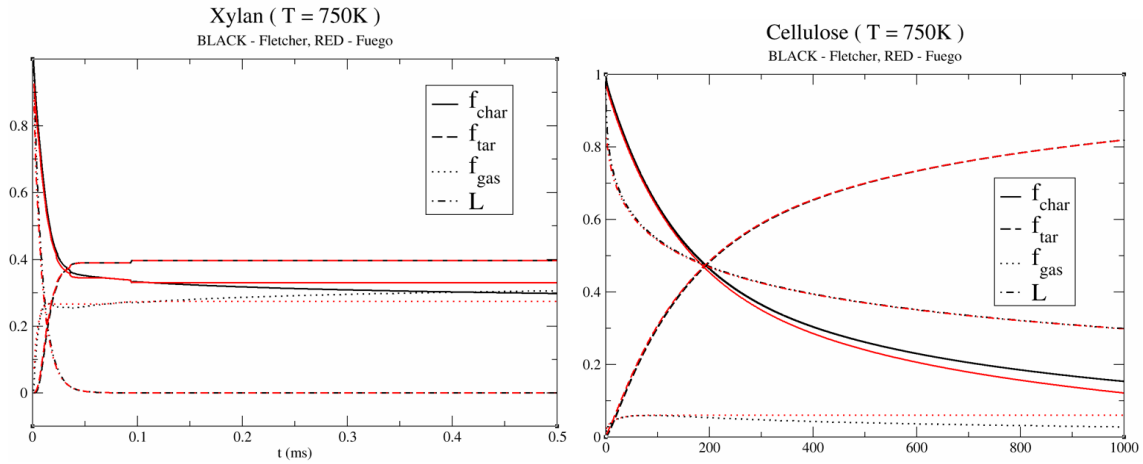 Xylan ( T = 750K )
BLACK - Fletcher, RED - Fuego
f_char
f_tar
f_gas
L
0.8
0.6
0.4
0.2
0
0
0.1
0.2
0.3
0.4
0.5
t (ms)
Cellulose ( T = 750K )
BLACK - Fletcher, RED - Fuego
1
0.8
0.6
0.4
0.2
0
f_char
f_tar
f_gas
L
0
200
400
600
800
1000